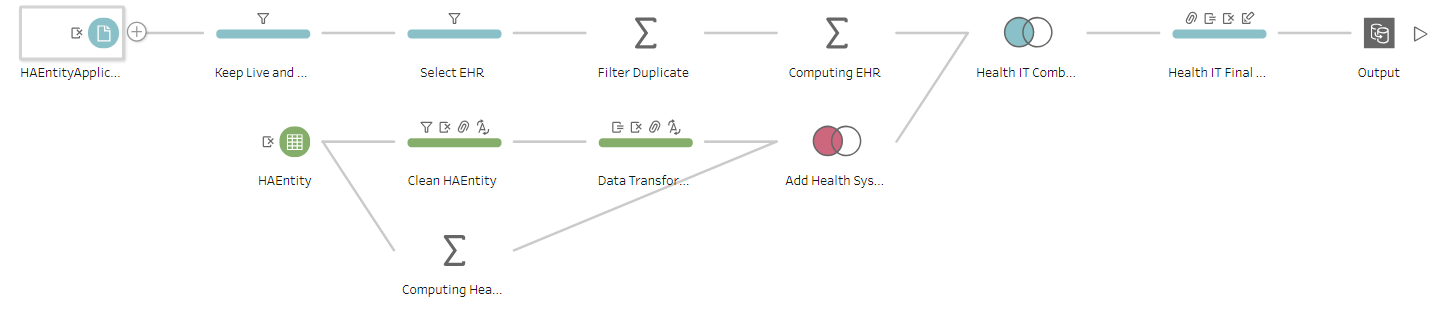 HAEntityApplic...
Keep Live and ...
Select EHR
Filter Duplicate
Computing EHR
Health IT Comb...
Health IT Final ...
Output
HAEntity
Clean HAEntity
Data Transfor...
Add Health Sys...
Computing Hea...